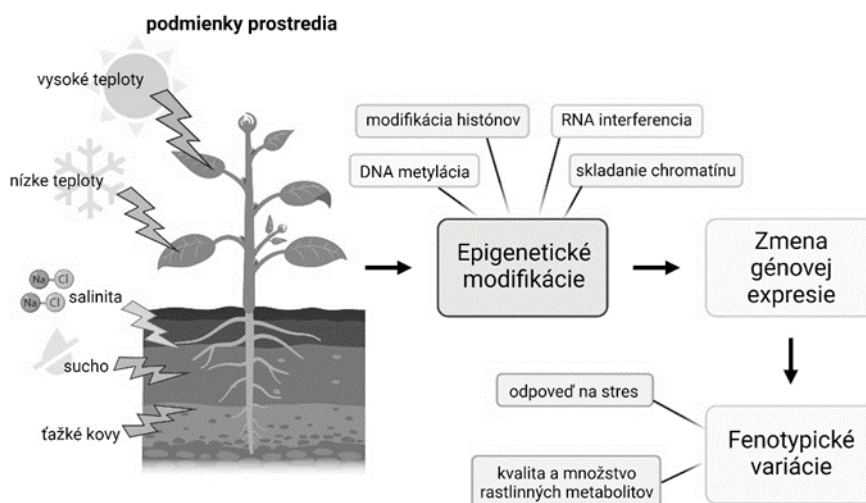 podmienky prostredia
vysoké teploty
nízke teploty
Na
Cl
Na
Cl
salinita
sucho
ťažké kovy
modifikácia histónov
RNA interferencia
DNA metylácia
skladanie chromatínu
Epigenetické
modifikácie
Zmena
génovej
expresie
odpoveď na stres
kvalita a množstvo
rastlinných metabolitov
Fenotypické
variácie